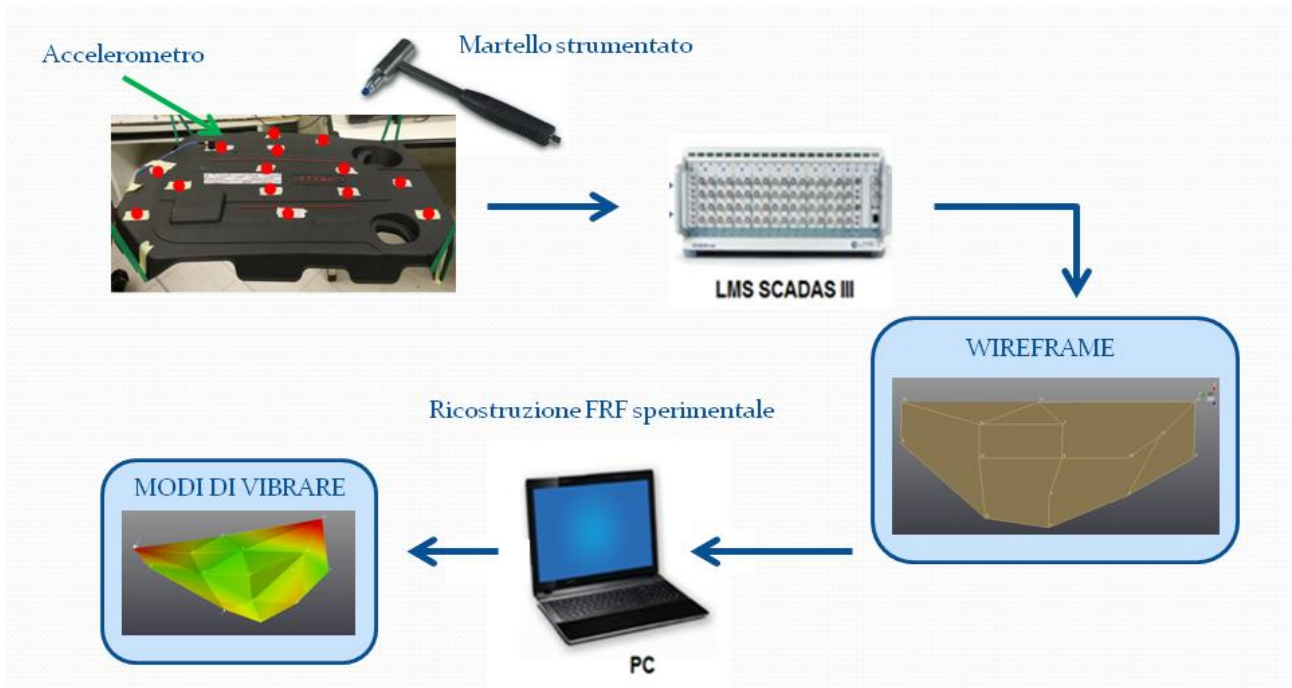 Accelerometro
Martello strumentato
LMS SCADAS III
WIREFRAME
Ricostruzione FRF sperimentale
MODI DI VIBRARE
PC